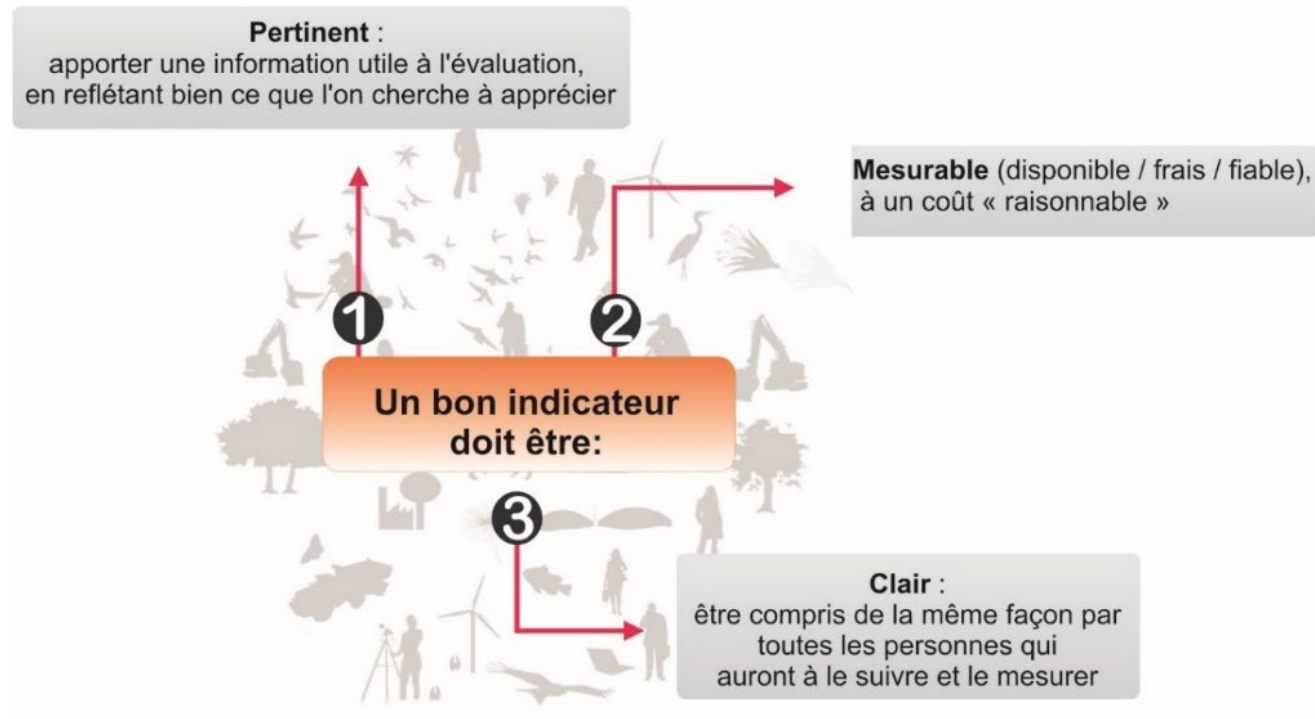 Pertinent :
apporter une information utile à l'évaluation,
en reflétant bien ce que l'on cherche à apprécier
Mesurable (disponible / frais / fiable),
à un coût « raisonnable »
1
2
Un bon indicateur
doit être:
3
Clair :
être compris de la même façon par
toutes les personnes qui
auront à le suivre et le mesurer